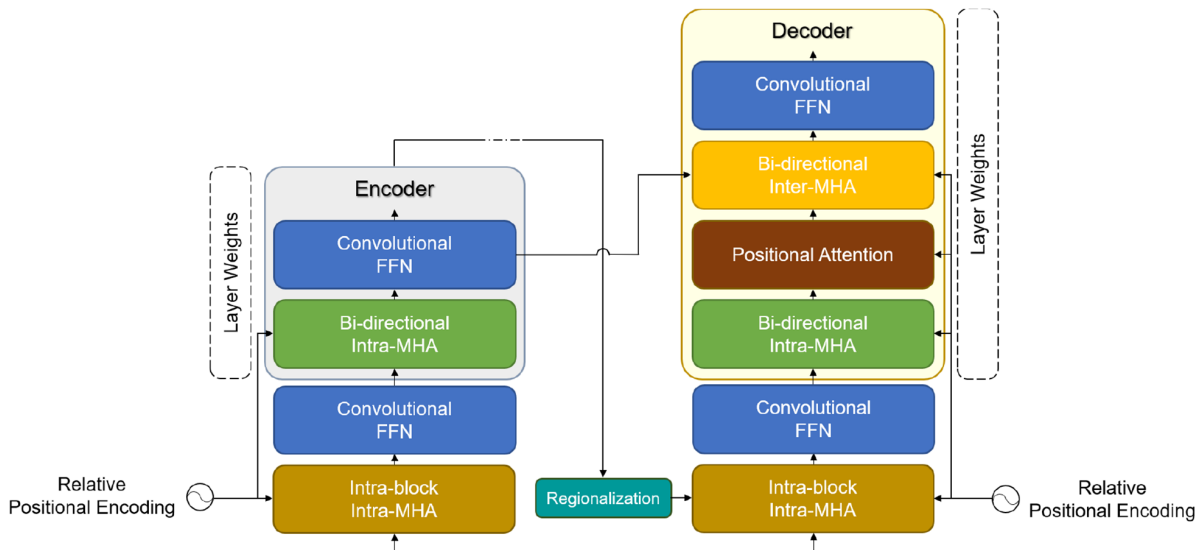 Decoder
Convolutional
FFN
Bi-directional
Inter-MHA
Positional Attention
Bi-directional
Intra-MHA
Layer Weights
Convolutional
FFN
Intra-block
Intra-MHA
Relative
Positional Encoding
Regionalization
Encoder
Convolutional
FFN
Bi-directional
Intra-MHA
Layer Weights
Convolutional
FFN
Intra-block
Intra-MHA
Relative
Positional Encoding